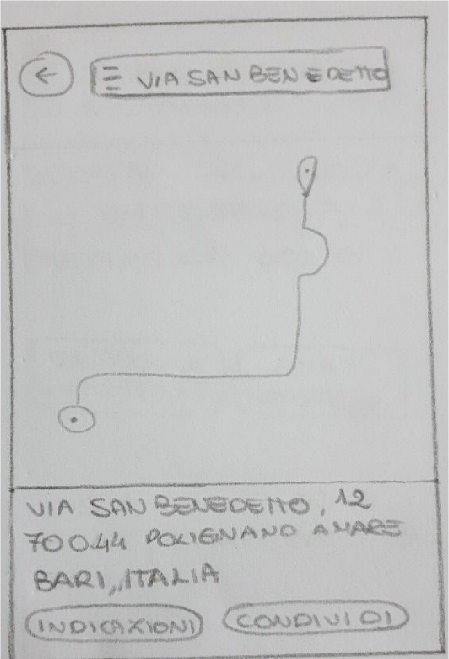 VIA SAN BENEDETTO
VIA SAN BENEDETTO, 12
70044 POLIGNANO A MARE
BARI, ITALIA
INDICAZIONI
CONDIVIDI